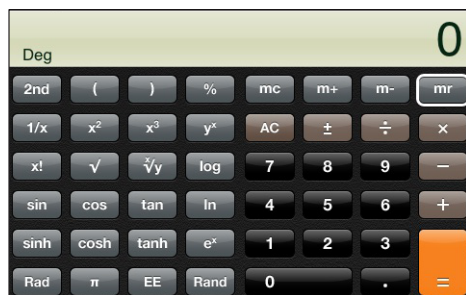 0
Deg
2nd ( ) % mc m+ m- mr
1/x x² x³ yˣ AC ± ÷ ×
x! √ ˣ√y log 7 8 9 −
sin cos tan ln 4 5 6 +
sinh cosh tanh eˣ 1 2 3
Rad π EE Rand 0 . =